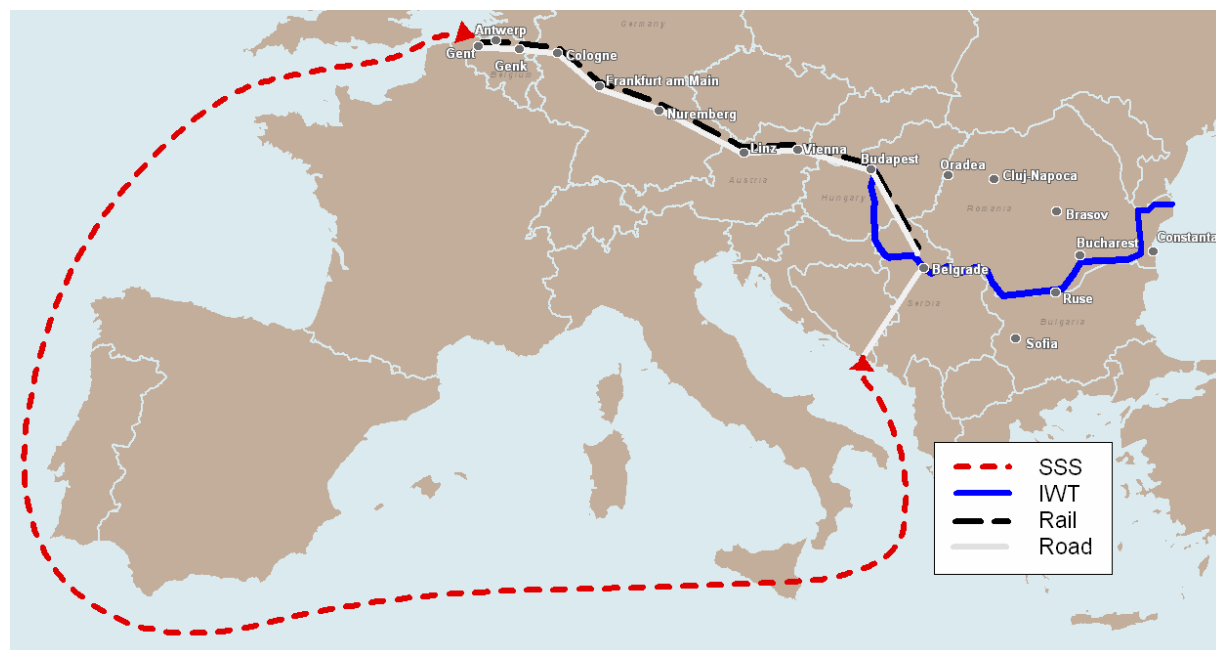 Germany
Antwerp
Gent
Cologne
Genk
Belgium
Frankfurt am Main
Nuremberg
Linz
Vienna
Budapest
Oradea
Cluj-Napoca
Austria
Hungary
Romania
Brasov
Bucharest
Constanta
Belgrade
Serbia
Ruse
Bulgaria
Sofia
SSS
IWT
Rail
Road